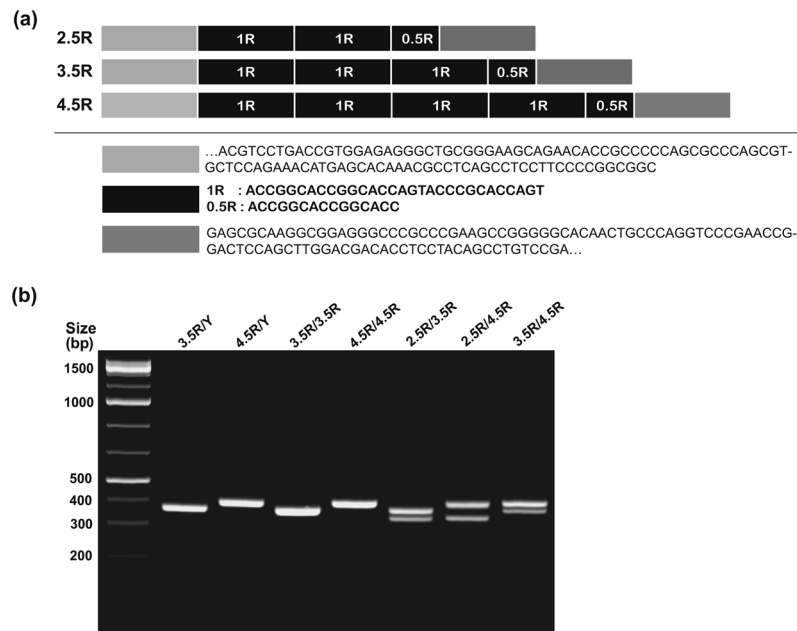 (a)
2.5R 1R 1R 0.5R
3.5R 1R 1R 1R 0.5R
4.5R 1R 1R 1R 1R 0.5R
...ACGTCCTGACCGTGGAGAGGGCTGCGGGAAGCAGAACACCGCCCCCAGCGCCCAGCGT-
GCTCCAGAAACATGAGCACAAACGCCTCAGCCTCCTTCCCCGGCGGC
1R : ACCGGCACCGGCACCAGTACCCGCACCAGT
0.5R : ACCGGCACCGGCACC
GAGCGCAAGGCGGAGGGCCCGCCCGAAGCCGGGGGCACAACTGCCCAGGTCCCGAACCG-
GACTCCAGCTTGGACGACACCTCCTACAGCCTGTCCGA...
(b)
Size
(bp)
3.5R/Y 4.5R/Y 3.5R/3.5R 4.5R/4.5R 2.5R/3.5R 2.5R/4.5R 3.5R/4.5R
1500
1000
500
400
300
200